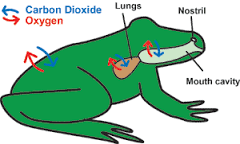 Carbon Dioxide
Oxygen
Lungs
Nostril
Mouth cavity